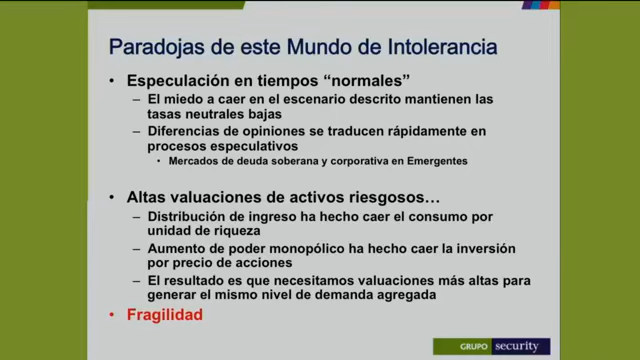 Paradojas de este Mundo de Intolerancia
• Especulación en tiempos “normales”
– El miedo a caer en el escenario descrito mantienen las
tasas neutrales bajas
– Diferencias de opiniones se traducen rápidamente en
procesos especulativos
• Mercados de deuda soberana y corporativa en Emergentes
• Altas valuaciones de activos riesgosos…
– Distribución de ingreso ha hecho caer el consumo por
unidad de riqueza
– Aumento de poder monopólico ha hecho caer la inversión
por precio de acciones
– El resultado es que necesitamos valuaciones más altas para
generar el mismo nivel de demanda agregada
• Fragilidad
GRUPO security